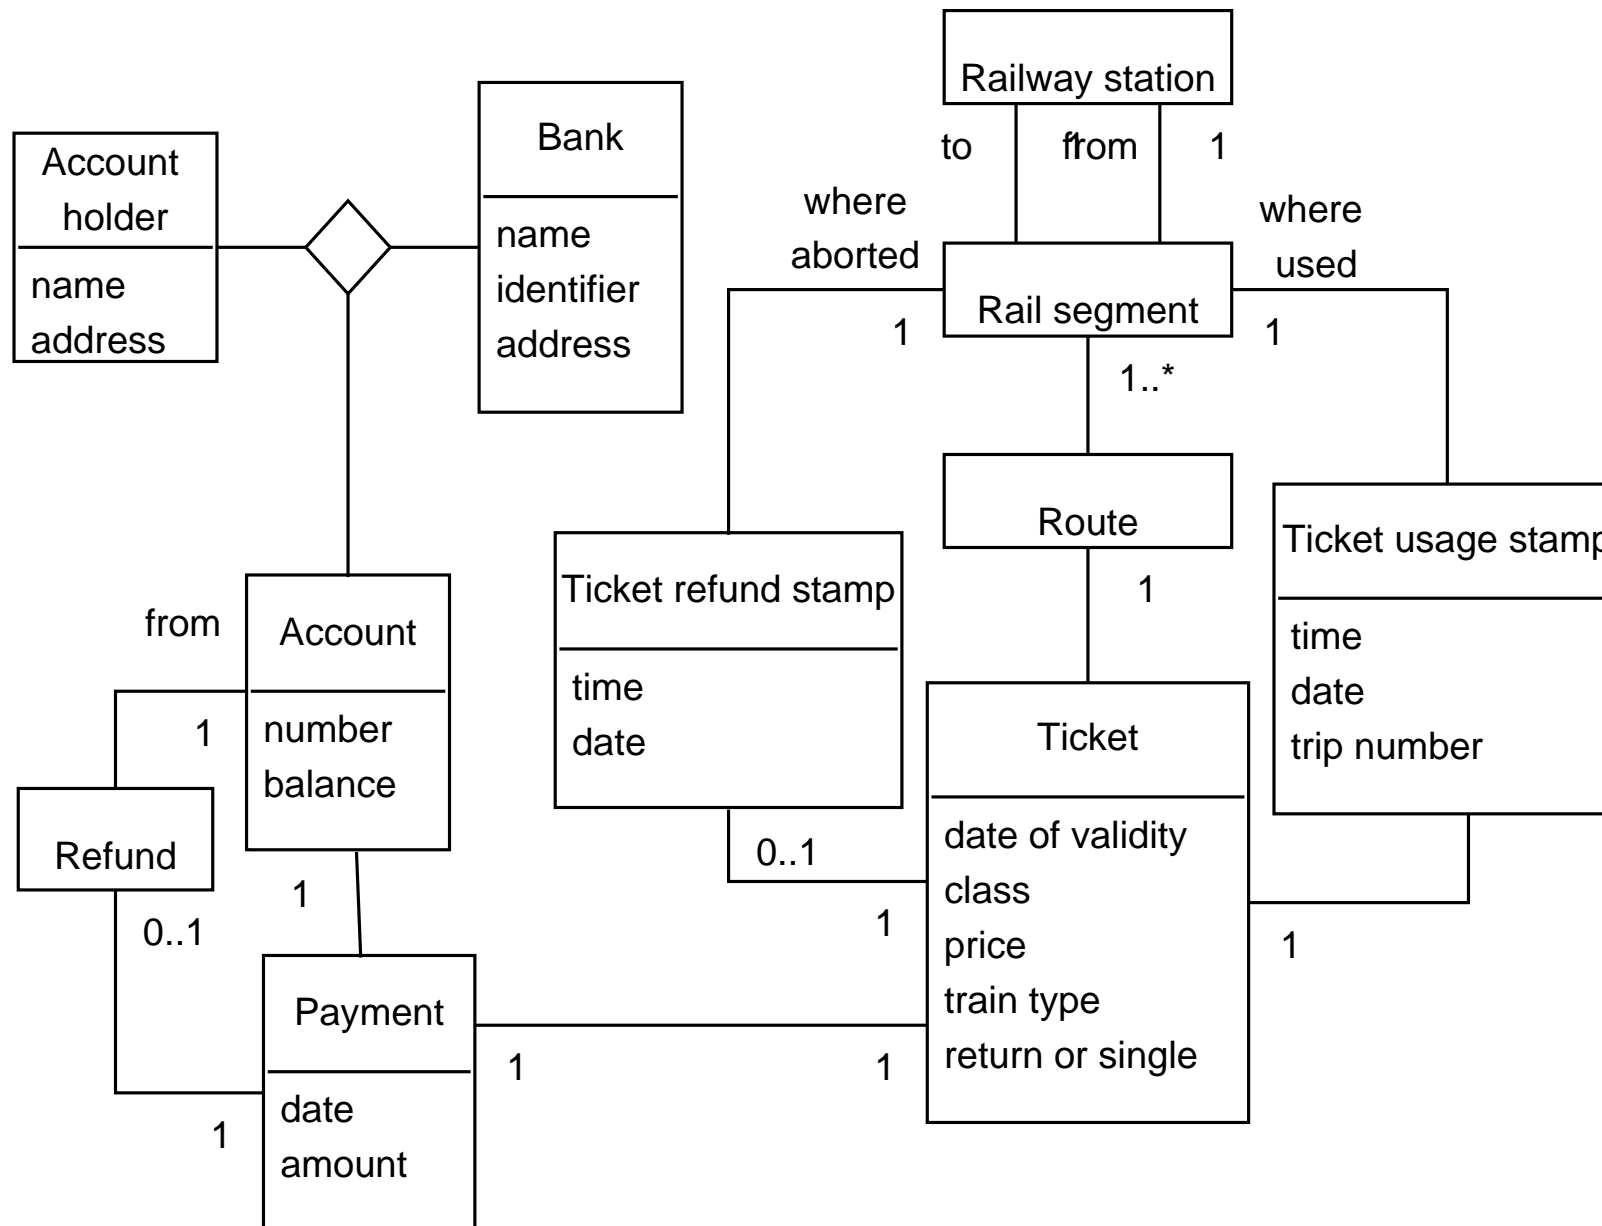 Railway station
to
from
1
Bank
name
identifier
address
Account
holder
name
address
where
aborted
1
where
used
1
Rail segment
1..*
Route
1
Ticket refund stamp
time
date
0..1
1
Ticket usage stamp
time
date
trip number
1
Ticket
date of validity
class
price
train type
return or single
from
1
Account
number
balance
1
Refund
0..1
1
Payment
date
amount
1
1